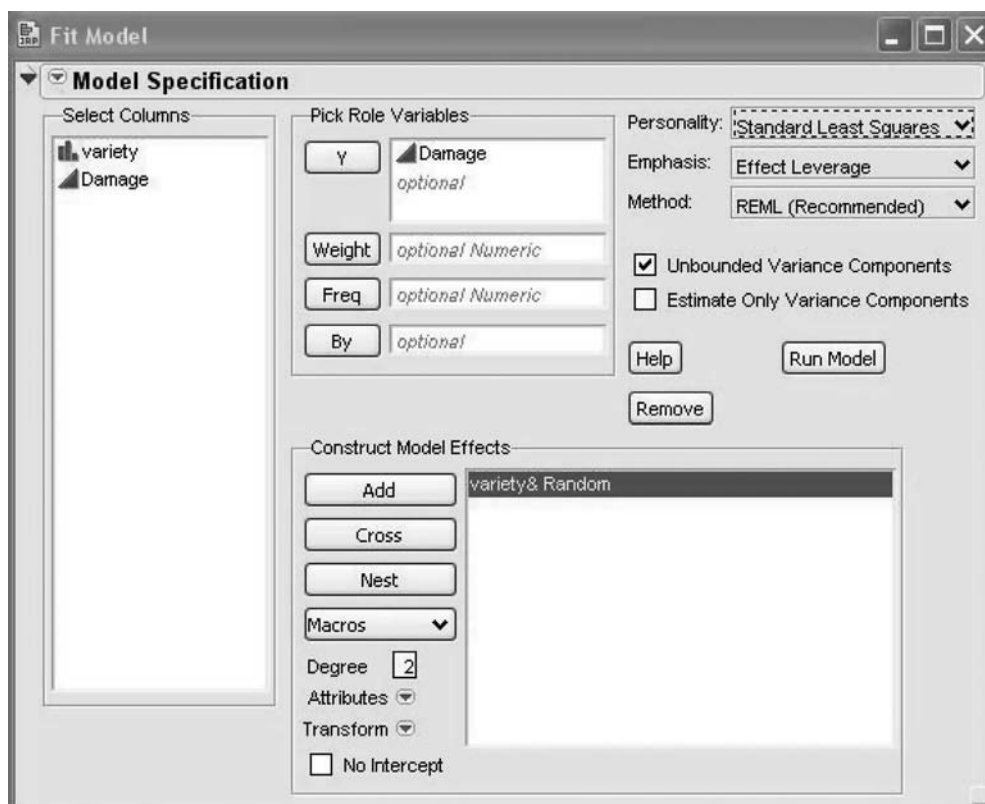 Fit Model
Model Specification
Select Columns
variety
Damage
Pick Role Variables
Y
Damage
optional
Weight
optional Numeric
Freq
optional Numeric
By
optional
Personality:
Standard Least Squares
Emphasis:
Effect Leverage
Method:
REML (Recommended)
Unbounded Variance Components
Estimate Only Variance Components
Help
Run Model
Remove
Construct Model Effects
Add
Cross
Nest
Macros
Degree 2
Attributes
Transform
No Intercept
variety& Random